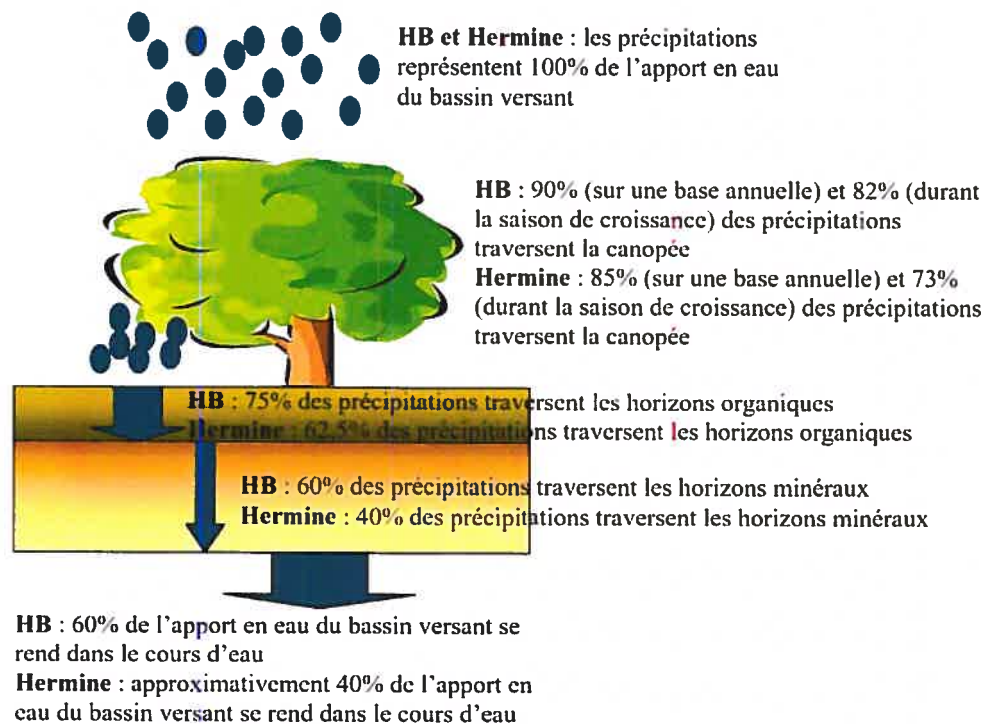 HB et Hermine : les précipitations
représentent 100% de l'apport en eau
du bassin versant
HB : 90% (sur une base annuelle) et 82% (durant
la saison de croissance) des précipitations
traversent la canopée
Hermine : 85% (sur une base annuelle) et 73%
(durant la saison de croissance) des précipitations
traversent la canopée
HB : 75% des précipitations traversent les horizons organiques
Hermine : 62.5% des précipitations traversent les horizons organiques
HB : 60% des précipitations traversent les horizons minéraux
Hermine : 40% des précipitations traversent les horizons minéraux
HB : 60% de l'apport en eau du bassin versant se
rend dans le cours d'eau
Hermine : approximativement 40% de l'apport en
eau du bassin versant se rend dans le cours d'eau